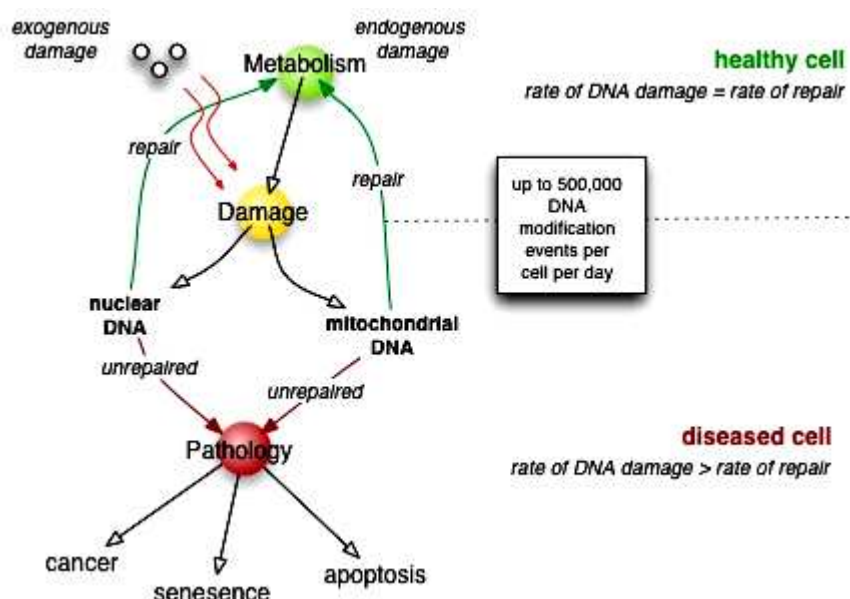 exogenous
damage
endogenous
damage
Metabolism
healthy cell
rate of DNA damage = rate of repair
repair
repair
up to 500,000
DNA
modification
events per
cell per day
Damage
nuclear
DNA
mitochondrial
DNA
unrepaired
unrepaired
diseased cell
rate of DNA damage > rate of repair
Pathology
cancer
senesence
apoptosis